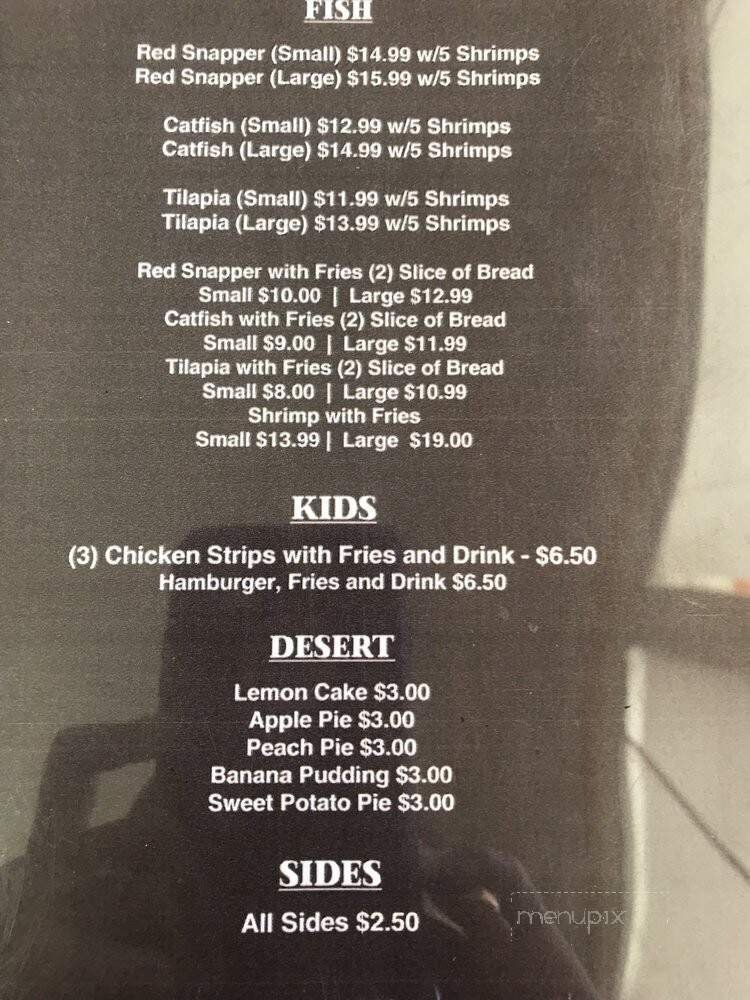 FISH
Red Snapper (Small) $14.99 w/5 Shrimps
Red Snapper (Large) $15.99 w/5 Shrimps
Catfish (Small) $12.99 w/5 Shrimps
Catfish (Large) $14.99 w/5 Shrimps
Tilapia (Small) $11.99 w/5 Shrimps
Tilapia (Large) $13.99 w/5 Shrimps
Red Snapper with Fries (2) Slice of Bread
Small $10.00 | Large $12.99
Catfish with Fries (2) Slice of Bread
Small $9.00 | Large $11.99
Tilapia with Fries (2) Slice of Bread
Small $8.00 | Large $10.99
Shrimp with Fries
Small $13.99 | Large $19.00
KIDS
(3) Chicken Strips with Fries and Drink - $6.50
Hamburger, Fries and Drink $6.50
DESERT
Lemon Cake $3.00
Apple Pie $3.00
Peach Pie $3.00
Banana Pudding $3.00
Sweet Potato Pie $3.00
SIDES
All Sides $2.50
menupix